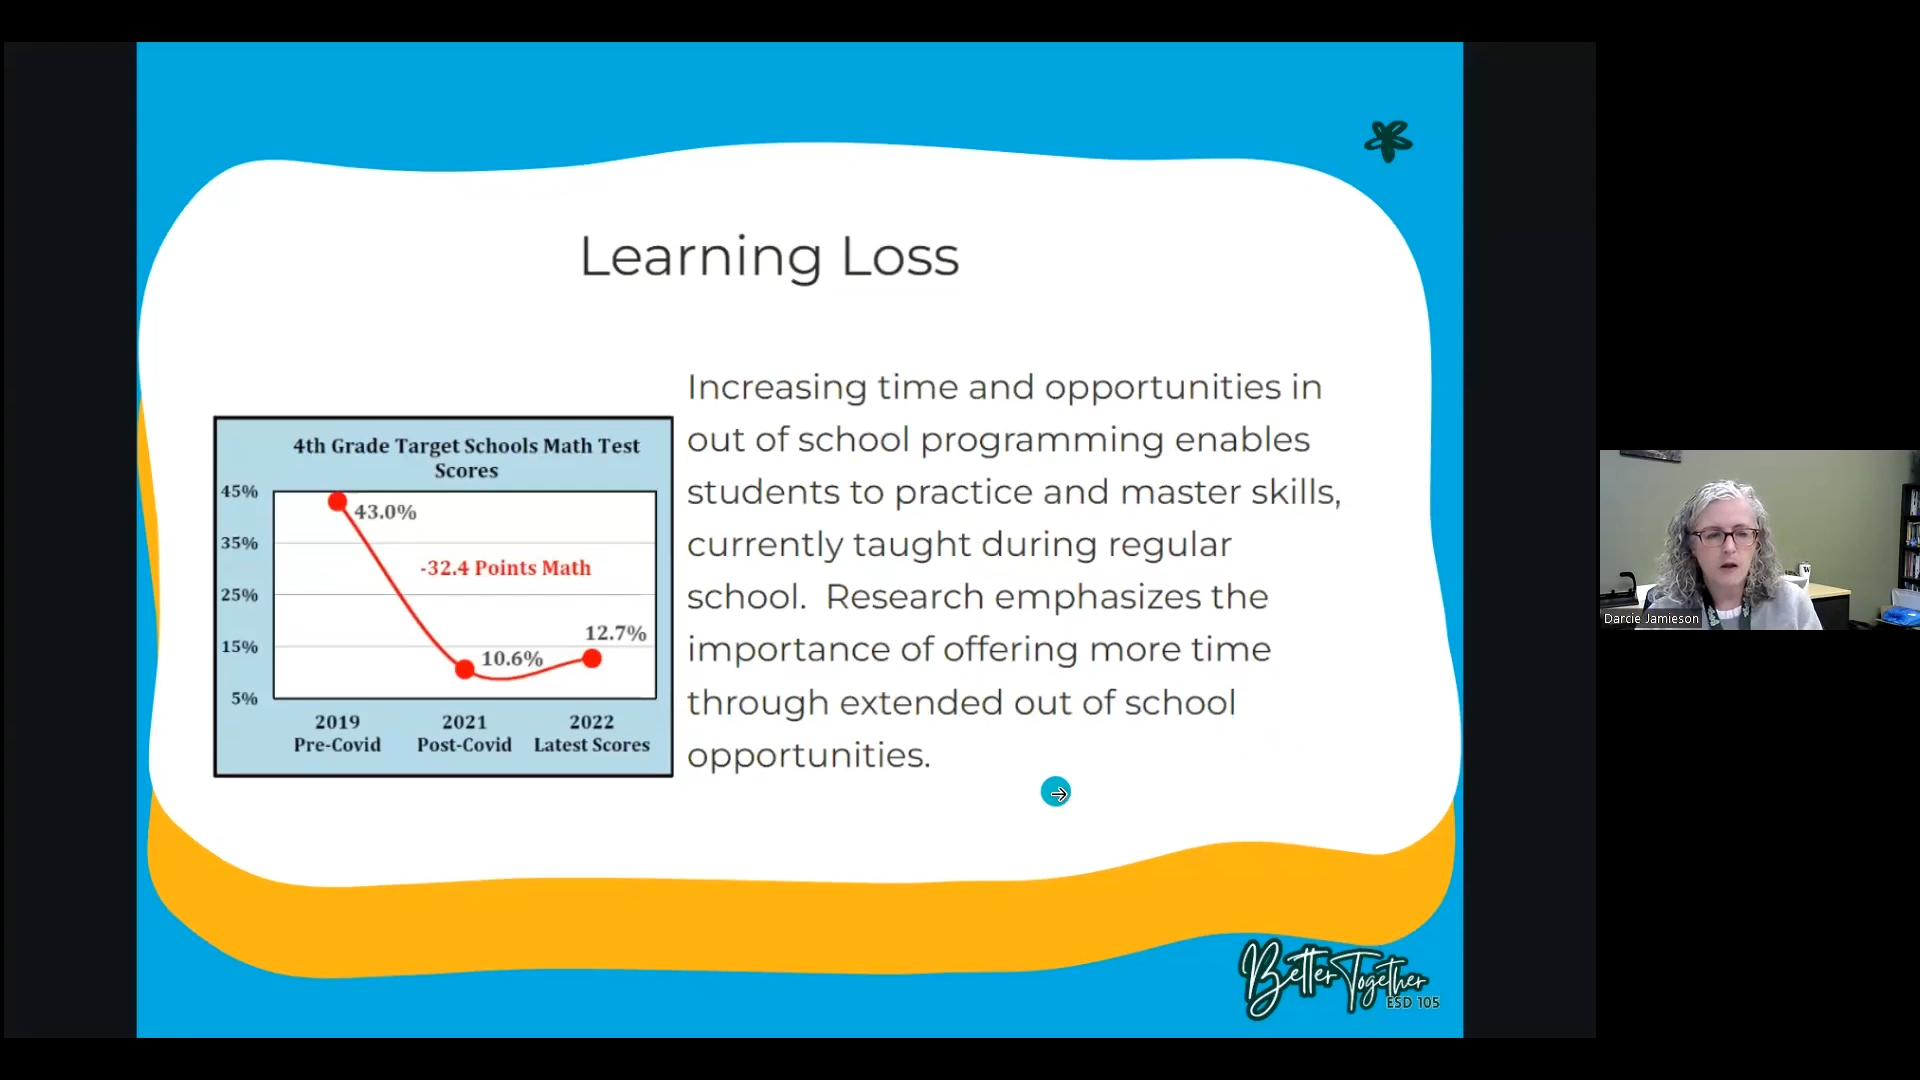 Learning Loss
4th Grade Target Schools Math Test
Scores
45%
43.0%
35%
-32.4 Points Math
25%
12.7%
15%
10.6%
5%
2019
Pre-Covid
2021
Post-Covid
2022
Latest Scores
Increasing time and opportunities in
out of school programming enables
students to practice and master skills,
currently taught during regular
school.  Research emphasizes the
importance of offering more time
through extended out of school
opportunities.
Better Together
ESD 105
Darcie Jamieson
W